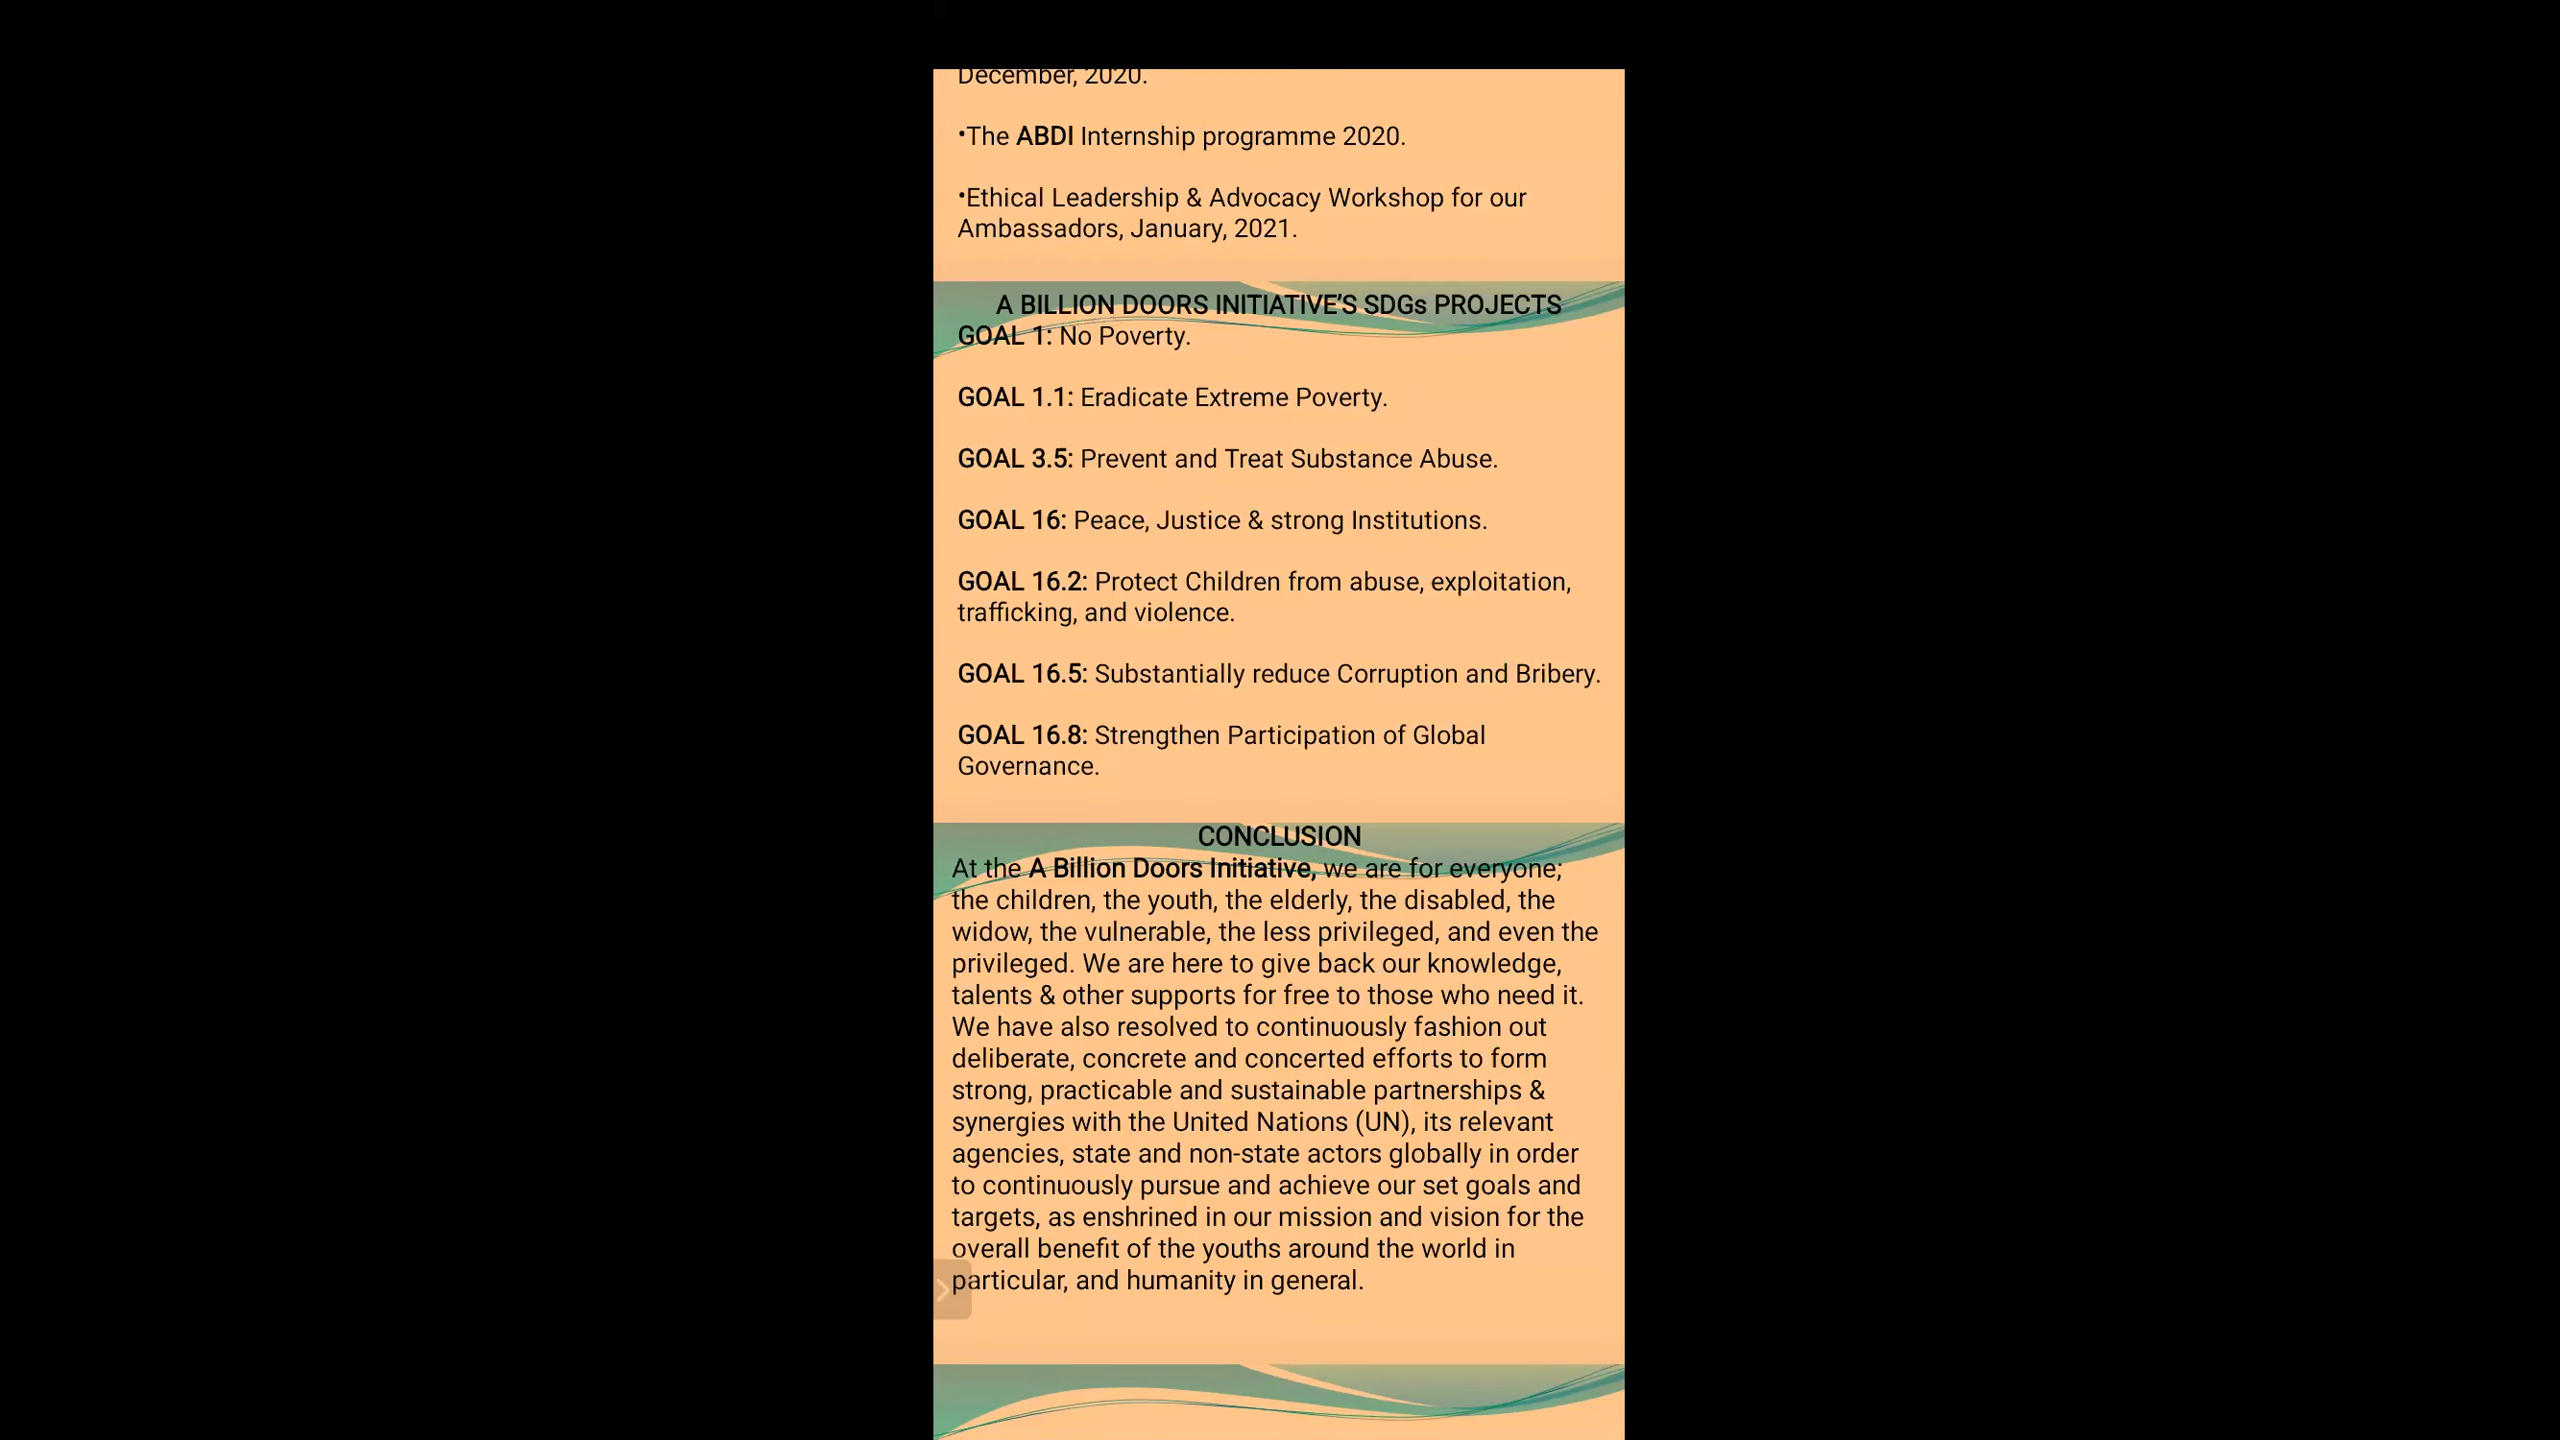 December, 2020.
•The ABDI Internship programme 2020.
•Ethical Leadership & Advocacy Workshop for our
Ambassadors, January, 2021.
A BILLION DOORS INITIATIVE'S SDGs PROJECTS
GOAL 1: No Poverty.
GOAL 1.1: Eradicate Extreme Poverty.
GOAL 3.5: Prevent and Treat Substance Abuse.
GOAL 16: Peace, Justice & strong Institutions.
GOAL 16.2: Protect Children from abuse, exploitation,
trafficking, and violence.
GOAL 16.5: Substantially reduce Corruption and Bribery.
GOAL 16.8: Strengthen Participation of Global
Governance.
CONCLUSION
At the A Billion Doors Initiative, we are for everyone;
the children, the youth, the elderly, the disabled, the
widow, the vulnerable, the less privileged, and even the
privileged. We are here to give back our knowledge,
talents & other supports for free to those who need it.
We have also resolved to continuously fashion out
deliberate, concrete and concerted efforts to form
strong, practicable and sustainable partnerships &
synergies with the United Nations (UN), its relevant
agencies, state and non-state actors globally in order
to continuously pursue and achieve our set goals and
targets, as enshrined in our mission and vision for the
overall benefit of the youths around the world in
particular, and humanity in general.